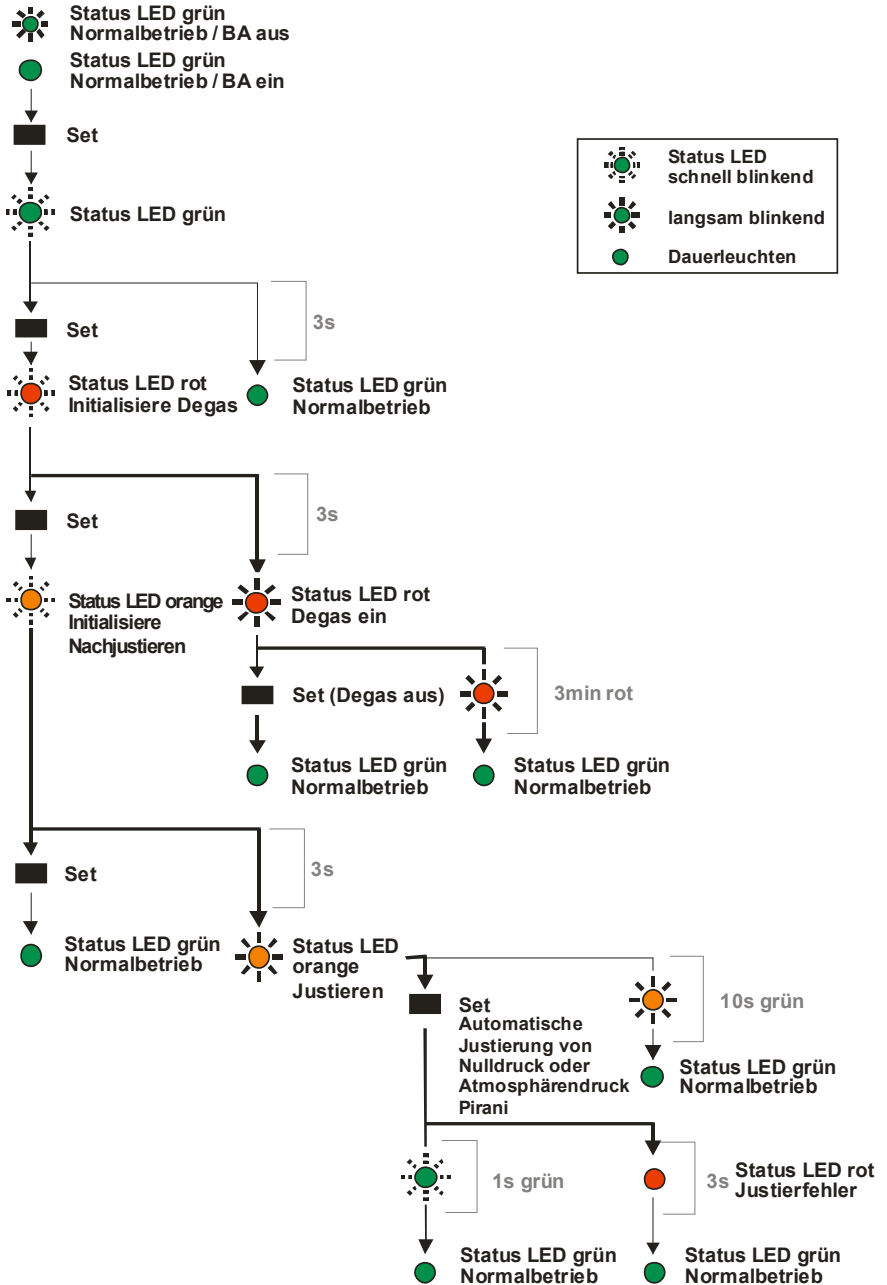 Status LED grün
Normalbetrieb / BA aus
Status LED grün
Normalbetrieb / BA ein
Set
Status LED
schnell blinkend
langsam blinkend
Dauerleuchten
Status LED grün
3s
Set
Status LED rot
Initialisiere Degas
Status LED grün
Normalbetrieb
3s
Set
Status LED orange
Initialisiere
Nachjustieren
Status LED rot
Degas ein
Set (Degas aus)
3min rot
Status LED grün
Normalbetrieb
Status LED grün
Normalbetrieb
3s
Set
Status LED grün
Normalbetrieb
Status LED
orange
Justieren
Set
Automatische
Justierung von
Nulldruck oder
Atmosphärendruck
Pirani
10s grün
Status LED grün
Normalbetrieb
1s grün
3s
Status LED rot
Justierfehler
Status LED grün
Normalbetrieb
Status LED grün
Normalbetrieb